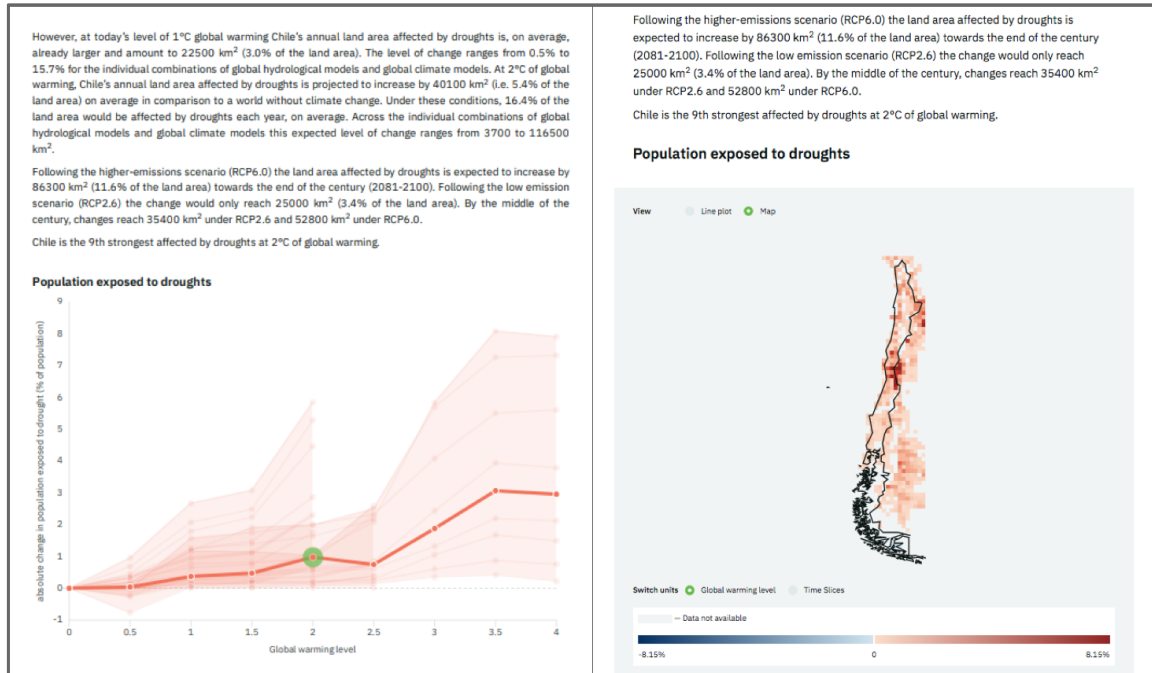 However, at today's level of 1°C global warming Chile's annual land area affected by droughts is, on average,
already larger and amount to 22500 km² (3.0% of the land area). The level of change ranges from 0.5% to
15.7% for the individual combinations of global hydrological models and global climate models. At 2°C of global
warming, Chile's annual land area affected by droughts is projected to increase by 40100 km² (i.e. 5.4% of the
land area) on average in comparison to a world without climate change. Under these conditions, 16.4% of the
land area would be affected by droughts each year, on average. Across the individual combinations of global
hydrological models and global climate models this expected level of change ranges from 3700 to 116500
km².
Following the higher-emissions scenario (RCP6.0) the land area affected by droughts is expected to increase by
86300 km² (11.6% of the land area) towards the end of the century (2081-2100). Following the low emission
scenario (RCP2.6) the change would only reach 25000 km² (3.4% of the land area). By the middle of the
century, changes reach 35400 km² under RCP2.6 and 52800 km² under RCP6.0.
Chile is the 9th strongest affected by droughts at 2°C of global warming.
Population exposed to droughts
absolute change in population exposed to drought (% of population)
9
8
7
6
5
4
3
2
1
0
-1
0 0.5 1 1.5 2 2.5 3 3.5 4
Global warming level
Following the higher-emissions scenario (RCP6.0) the land area affected by droughts is
expected to increase by 86300 km² (11.6% of the land area) towards the end of the century
(2081-2100). Following the low emission scenario (RCP2.6) the change would only reach
25000 km² (3.4% of the land area). By the middle of the century, changes reach 35400 km²
under RCP2.6 and 52800 km² under RCP6.0.
Chile is the 9th strongest affected by droughts at 2°C of global warming.
Population exposed to droughts
View Line plot Map
Switch units Global warming level Time Slices
— Data not available
-8.15% 0 8.15%